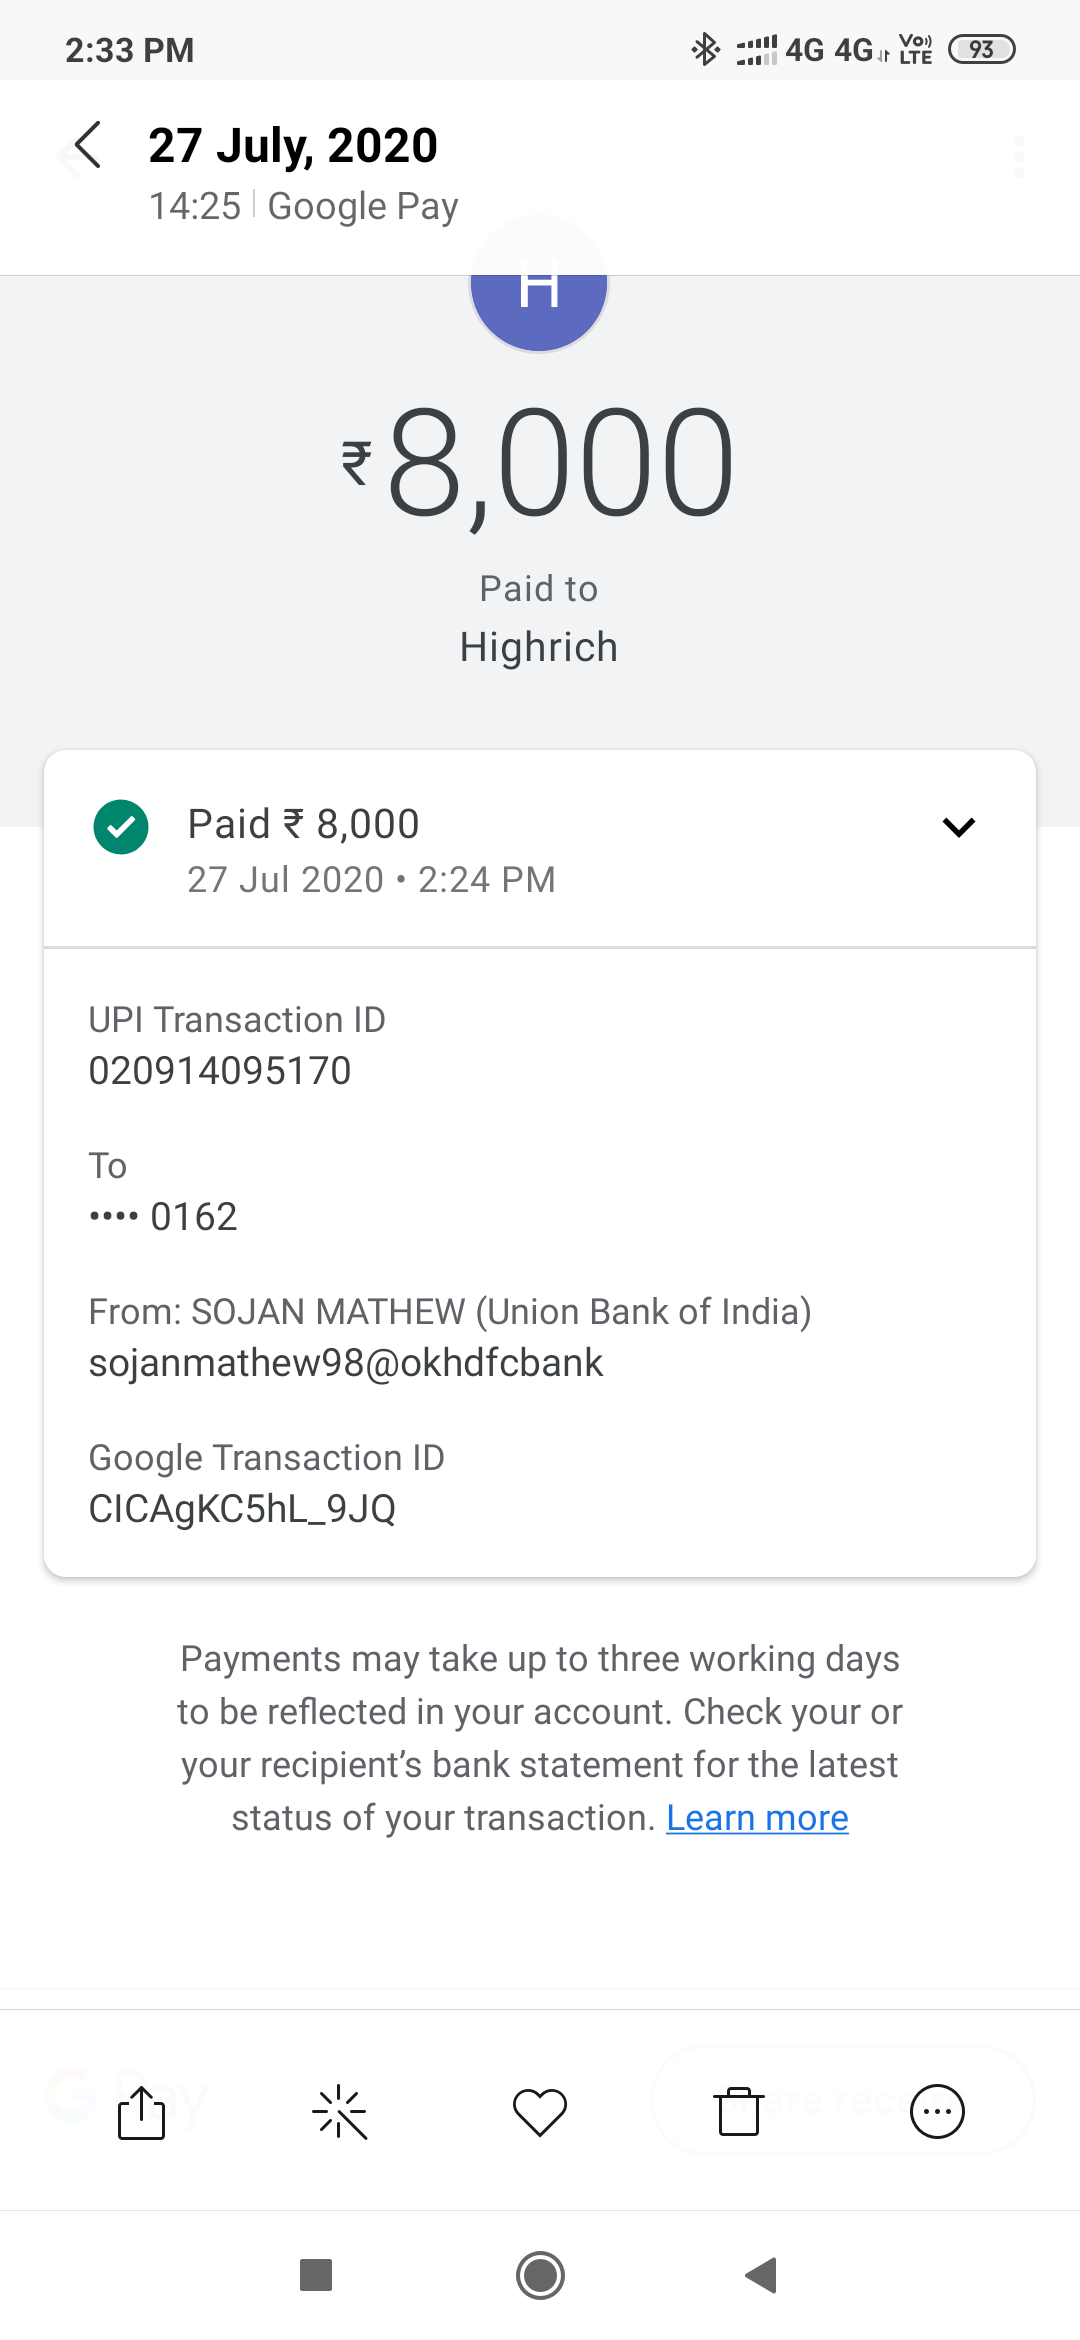 2:33 PM
4G 4G VoLTE 93
27 July, 2020
14:25 Google Pay
H
₹8,000
Paid to
Highrich
Paid ₹ 8,000
27 Jul 2020 • 2:24 PM
UPI Transaction ID
020914095170
To
•••• 0162
From: SOJAN MATHEW (Union Bank of India)
sojanmathew98@okhdfcbank
Google Transaction ID
CICAgKC5hL_9JQ
Payments may take up to three working days
to be reflected in your account. Check your or
your recipient’s bank statement for the latest
status of your transaction. Learn more
G Pay